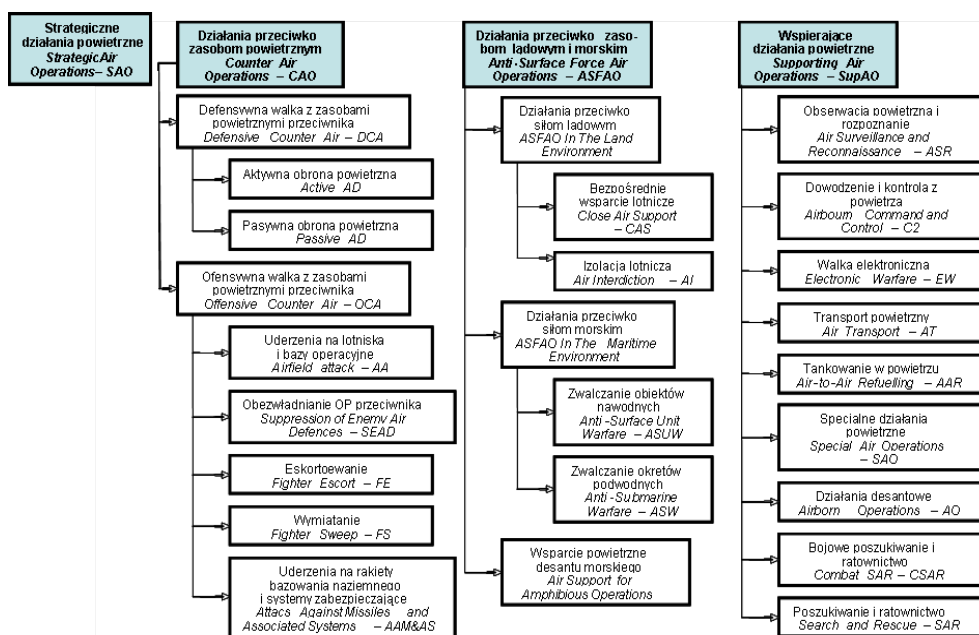 Strategiczne
działania powietrzne
StrategicAir
Operations– SAO
Działania przeciwko
zasobom powietrznym
Counter Air
Operations – CAO
Defensywna walka z zasobami
powietrznymi przeciwnika
Defensive Counter Air – DCA
Aktywna obrona powietrzna
Active AD
Pasywna obrona powietrzna
Passive AD
Ofensywna walka z zasobami
powietrznymi przeciwnika
Offensive Counter Air – OCA
Uderzenia na lotniska
i bazy operacyjne
Airfield attack – AA
Obezwładnianie OP przeciwnika
Suppression of Enemy Air
Defences – SEAD
Eskortoewanie
Fighter Escort – FE
Wymiatanie
Fighter Sweep – FS
Uderzenia na rakiety
bazowania naziemnego
i systemy zabezpieczające
Attacs Against Missiles and
Associated Systems – AAM&AS
Działania przeciwko zaso-
bom lądowym i morskim
Anti-Surface Force Air
Operations – ASFAO
Działania przeciwko
siłom ladowym
ASFAO In The Land
Environment
Bezpośrednie
wsparcie lotnicze
Close Air Support
– CAS
Izolacja lotnicza
Air Interdiction – AI
Działania przeciwko
siłom morskim
ASFAO In The Maritime
Environment
Zwalczanie obiektów
nawodnych
Anti -Surface Unit
Warfare – ASUW
Zwalczanie okretów
podwodnych
Anti -Submarine
Warfare – ASW
Wsparcie powietrzne
desantu morskiego
Air Support for
Amphibious Operations
Wspierające
działania powietrzne
Supporting Air
Operations – SupAO
Obserwacia powietrzna i
rozpoznanie
Air Surveillance and
Reconnaissance – ASR
Dowodzenie i kontrola z
powietrza
Airbourn Command and
Control – C2
Walka elektroniczna
Electronic Warfare – EW
Transport powietrzny
Air Transport – AT
Tankowanie w powietrzu
Air-to-Air Refuelling – AAR
Specialne działania
powietrzne
Special Air Operations –
SAO
Działania desantowe
Airborn Operations – AO
Bojowe poszukiwanie i
ratownictwo
Combat SAR – CSAR
Poszukiwanie i ratownictwo
Search and Rescue – SAR